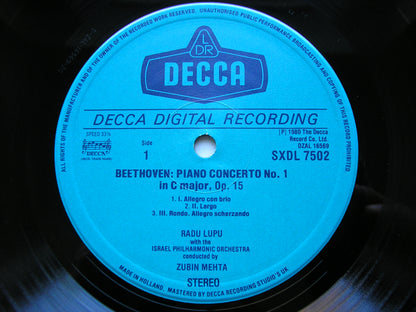 ALL RIGHTS OF THE MANUFACTURER AND OF THE OWNER OF THE RECORDED WORK RESERVED. UNAUTHORISED PUBLIC PERFORMANCE BROADCASTING AND COPYING OF THIS RECORD PROHIBITED
LDR
DECCA
DECCA DIGITAL RECORDING
SPEED 33⅓
DECCA
Side
1
(P) 1980 The Decca
Record Co. Ltd.
DZAL 16569
SXDL 7502
BEETHOVEN: PIANO CONCERTO No. 1
in C major, Op. 15
1. I. Allegro con brio
2. II. Largo
3. III. Rondo. Allegro scherzando
RADU LUPU
with the
ISRAEL PHILHARMONIC ORCHESTRA
conducted by
ZUBIN MEHTA
STEREO
MADE IN HOLLAND. MASTERED BY DECCA RECORDING STUDIO'S UK